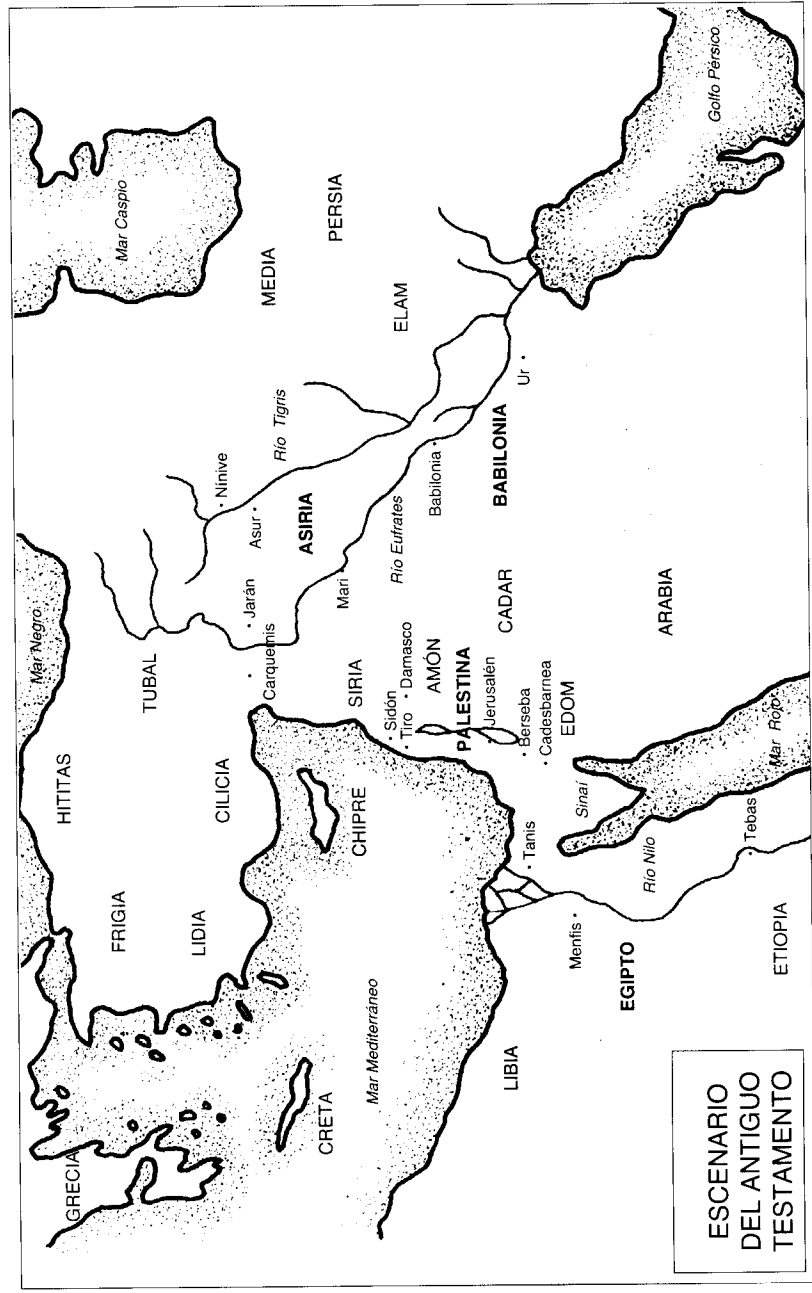 Mar Negro
Mar Caspio
GRECIA
FRIGIA
HITITAS
TUBAL
LIDIA
CILICIA
Jarán
Carquemis
Nínive
Asur
Río Tigris
MEDIA
PERSIA
ASIRIA
CRETA
CHIPRE
SIRIA
Mari
ELAM
Mar Mediterráneo
Sidón
Tiro
Damasco
Río Eufrates
Babilonia
AMÓN
PALESTINA
Jerusalén
CADAR
BABILONIA
Ur
Golfo Pérsico
LIBIA
Tanis
Berseba
Cadesbarnea
EDOM
Menfis
Sinaí
EGIPTO
Río Nilo
ARABIA
Mar Rojo
Tebas
ETIOPIA
ESCENARIO
DEL ANTIGUO
TESTAMENTO